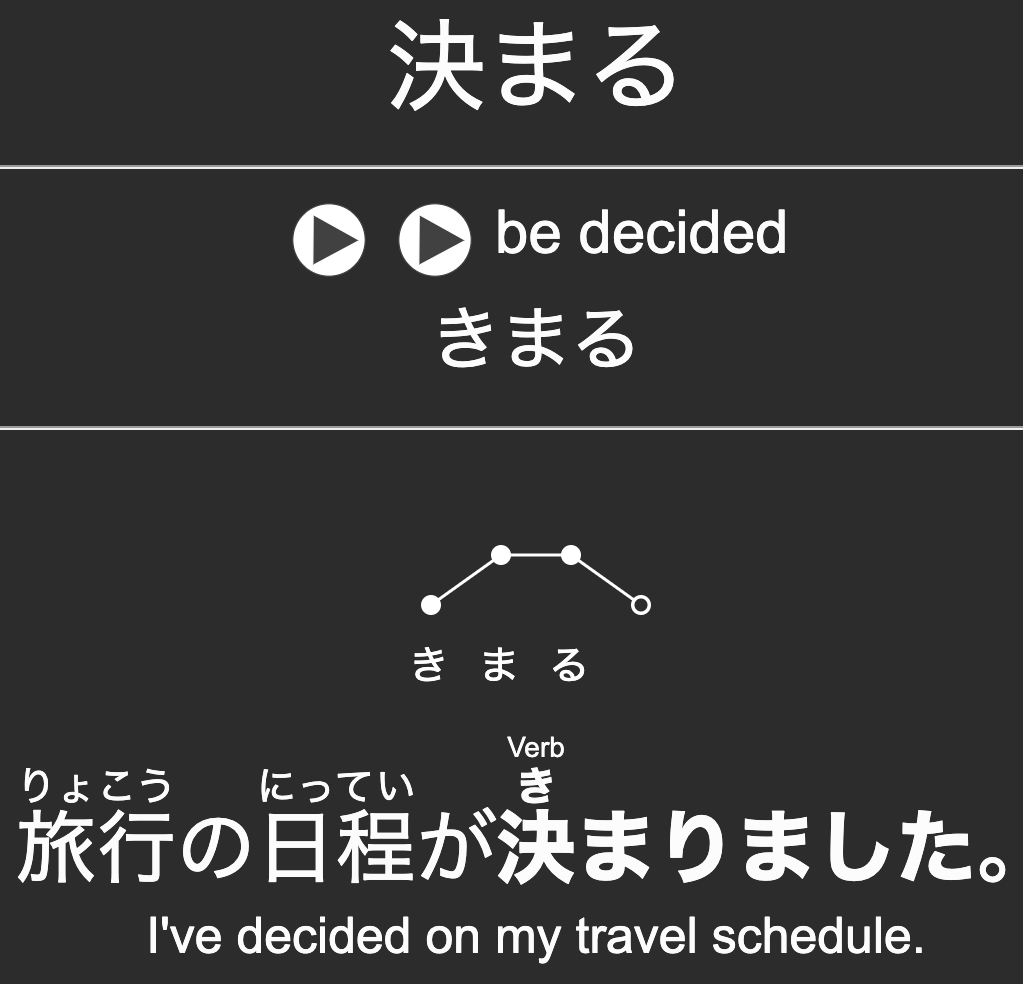 決まる
be decided
きまる
き ま る
Verb
りょこう にってい き
旅行の日程が決まりました。
I've decided on my travel schedule.